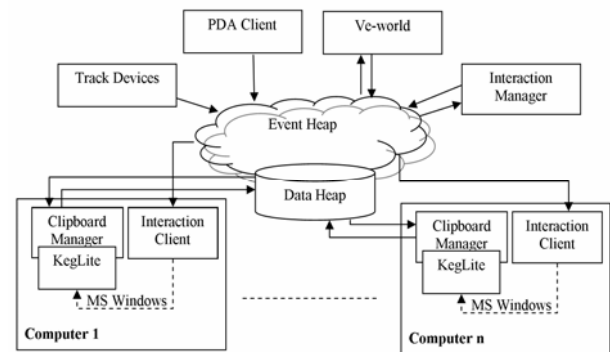 PDA Client
Ve-world
Track Devices
Interaction
Manager
Event Heap
Data Heap
Clipboard
Manager
Interaction
Client
KegLite
MS Windows
Computer 1
Clipboard
Manager
Interaction
Client
KegLite
MS Windows
Computer n